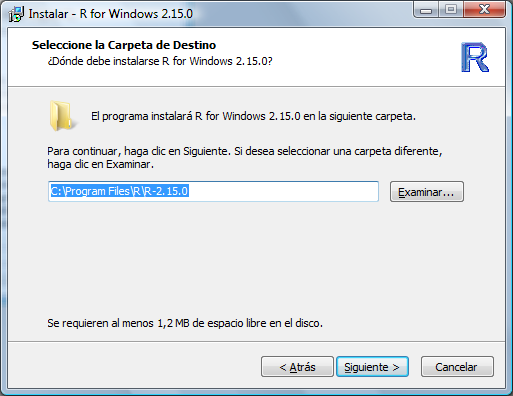 Instalar - R for Windows 2.15.0
Seleccione la Carpeta de Destino
¿Dónde debe instalarse R for Windows 2.15.0?
R
El programa instalará R for Windows 2.15.0 en la siguiente carpeta.
Para continuar, haga clic en Siguiente. Si desea seleccionar una carpeta diferente,
haga clic en Examinar.
C:\Program Files\R\R-2.15.0
Examinar...
Se requieren al menos 1,2 MB de espacio libre en el disco.
< Atrás
Siguiente >
Cancelar